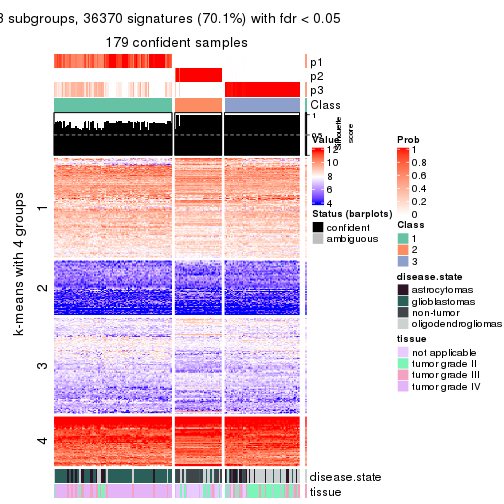 3 subgroups, 36370 signatures (70.1%) with fdr < 0.05
179 confident samples
p1
p2
p3
Class
1
Silhouette
score
k-means with 4 groups
1
2
3
4
disease.state
tissue
Value
12
10
8
6
4
Status (barplots)
confident
ambiguous
Prob
1
0.8
0.6
0.4
0.2
0
Class
1
2
3
disease.state
astrocytomas
glioblastomas
non-tumor
oligodendrogliomas
tissue
not applicable
tumor grade II
tumor grade III
tumor grade IV